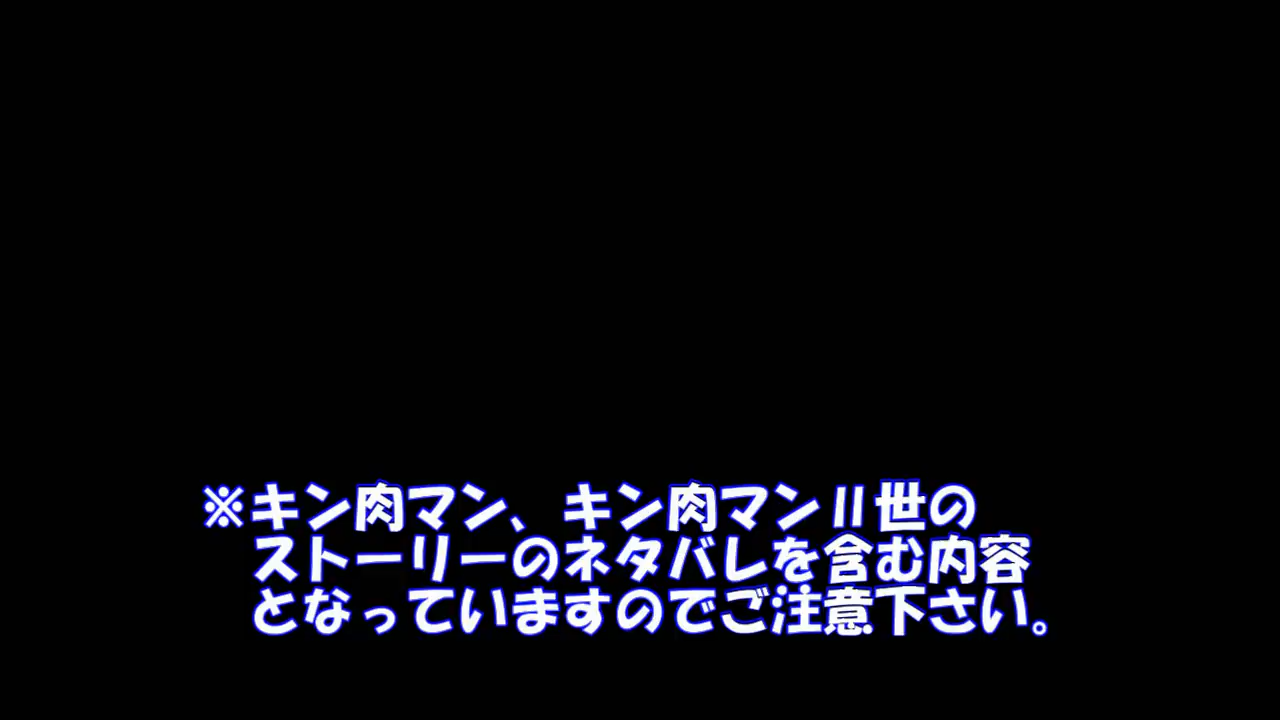 ※キン肉マン、キン肉マンⅡ世の
ストーリーのネタバレを含む内容
となっていますのでご注意下さい。